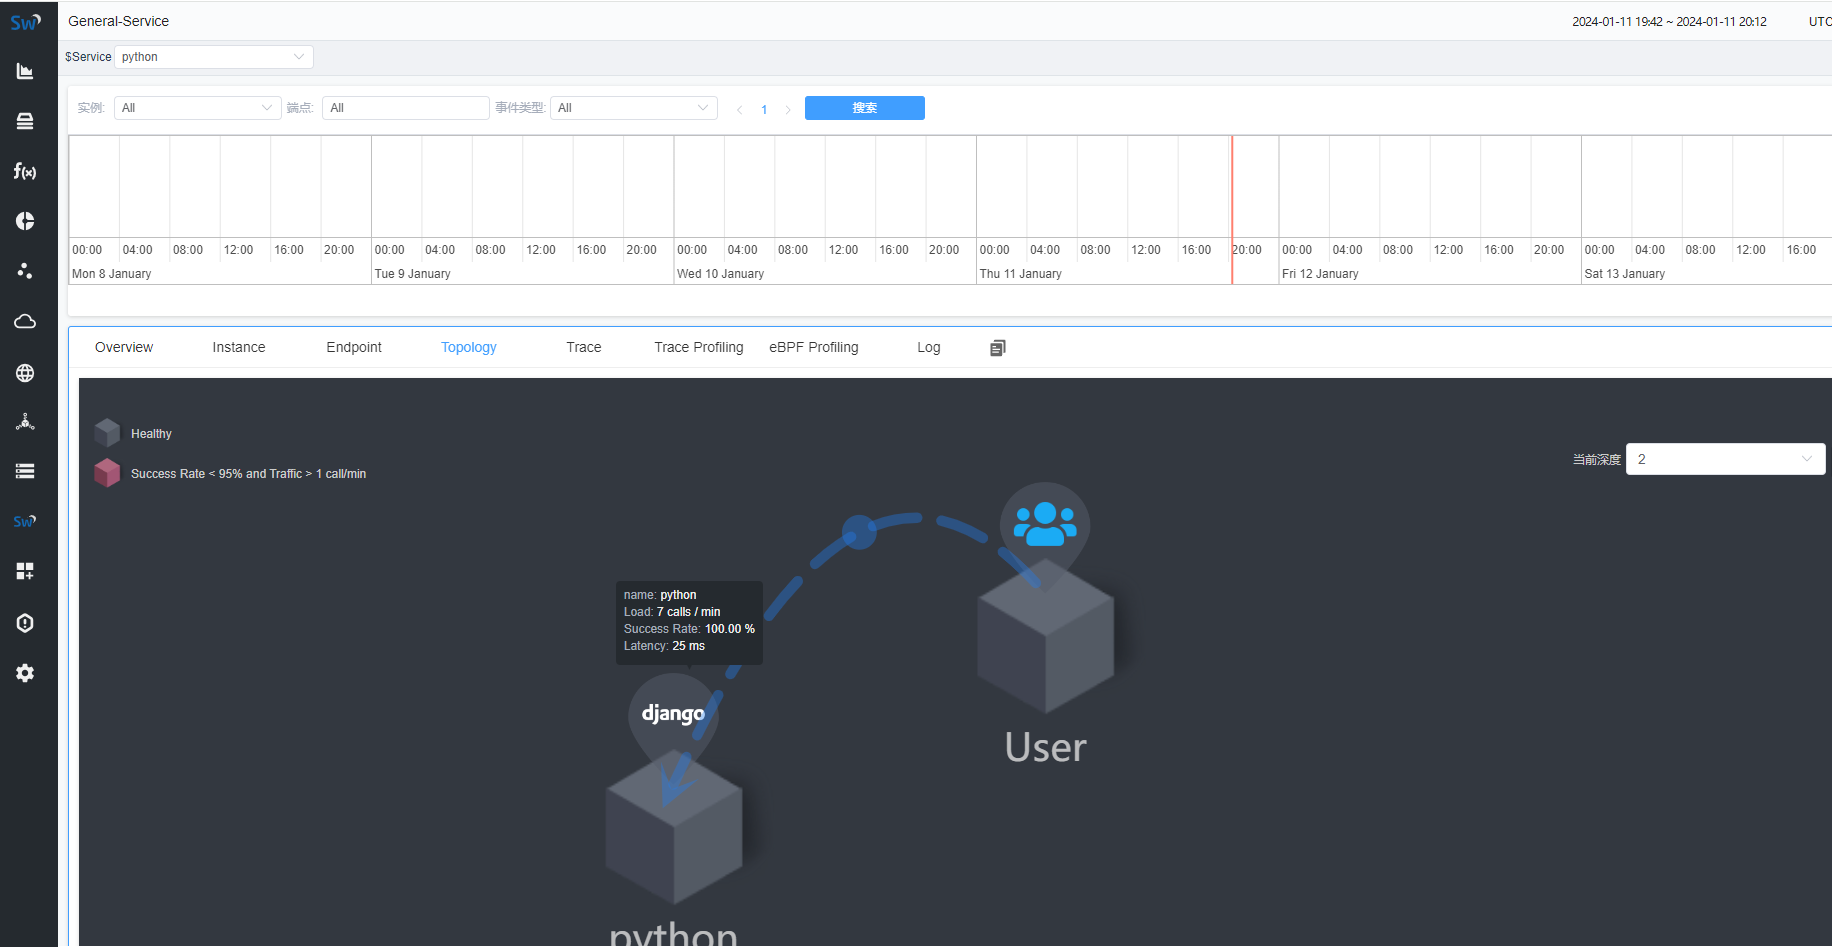 Sw
General-Service
2024-01-11 19:42 ~ 2024-01-11 20:12
UTC
$Service
python
实例:
All
端点:
All
事件类型:
All
1
搜索
f(x)
00:00 04:00 08:00 12:00 16:00 20:00 00:00 04:00 08:00 12:00 16:00 20:00 00:00 04:00 08:00 12:00 16:00 20:00 00:00 04:00 08:00 12:00 16:00 20:00 00:00 04:00 08:00 12:00 16:00 20:00 00:00 04:00 08:00 12:00 16:00
Mon 8 January Tue 9 January Wed 10 January Thu 11 January Fri 12 January Sat 13 January
Overview Instance Endpoint Topology Trace Trace Profiling eBPF Profiling Log
Healthy
Success Rate < 95% and Traffic > 1 call/min
当前深度
2
Sw
name: python
Load: 7 calls / min
Success Rate: 100.00 %
Latency: 25 ms
django
User
python